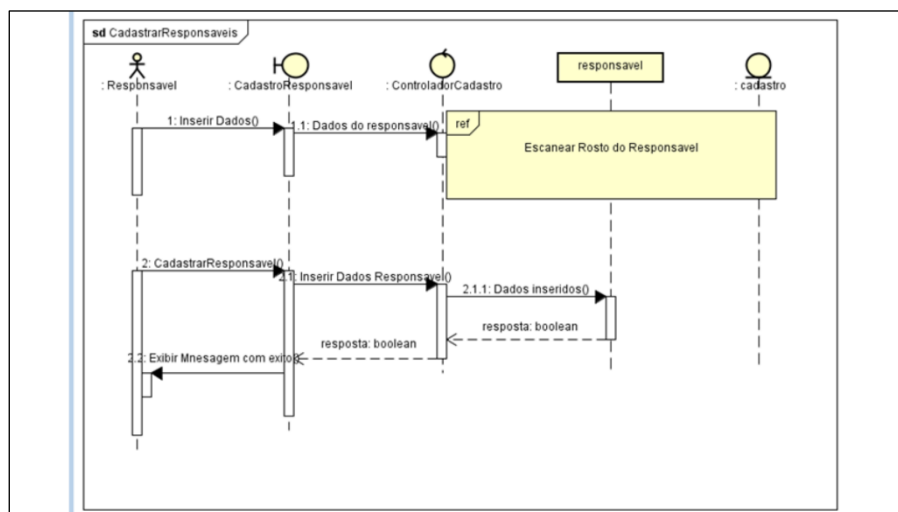 sd CadastrarResponsaveis
: Responsavel
: CadastroResponsavel
: ControladorCadastro
responsavel
: cadastro
1: Inserir Dados()
1.1: Dados do responsavel()
ref
Escanear Rosto do Responsavel
2: CadastrarResponsavel()
2.1: Inserir Dados Responsavel()
2.1.1: Dados inseridos()
resposta: boolean
resposta: boolean
2.2: Exibir Mnesagem com exito()